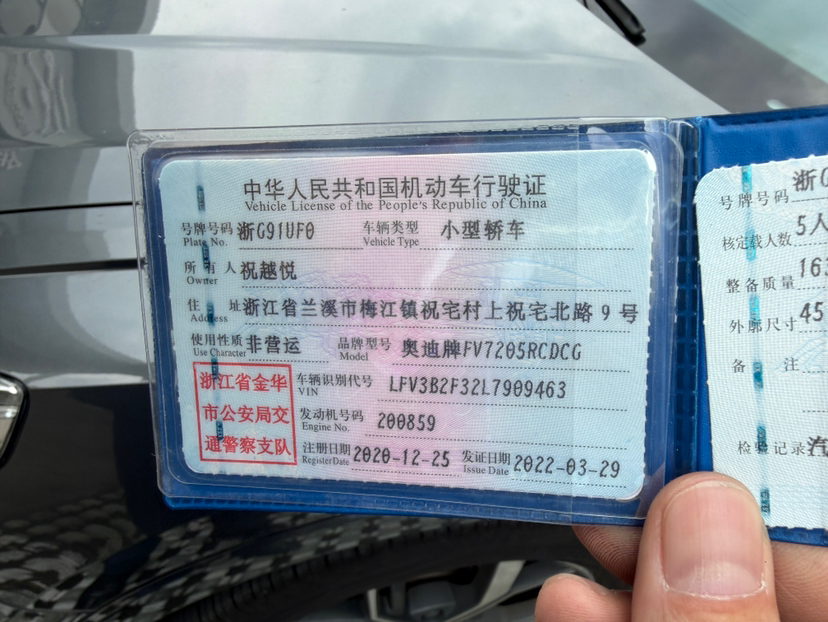 中华人民共和国机动车行驶证
Vehicle License of the People's Republic of China
号牌号码 浙G91UF0 车辆类型 小型轿车
Plate No. Vehicle Type
所有人 祝越悦
Owner
住址 浙江省兰溪市梅江镇祝宅村上祝宅北路9号
Address
使用性质 非营运 品牌型号 奥迪牌FV7205RCDCG
Use Character Model
浙江省金华
市公安局交
通警察支队
车辆识别代号 LFV3B2F32L7909463
VIN
发动机号码 200859
Engine No.
注册日期 2020-12-25 发证日期 2022-03-29
Register Date Issue Date
号牌号码 浙G
核定载人数 5人
整备质量 163
外廓尺寸 45
备注
检验记录 汽